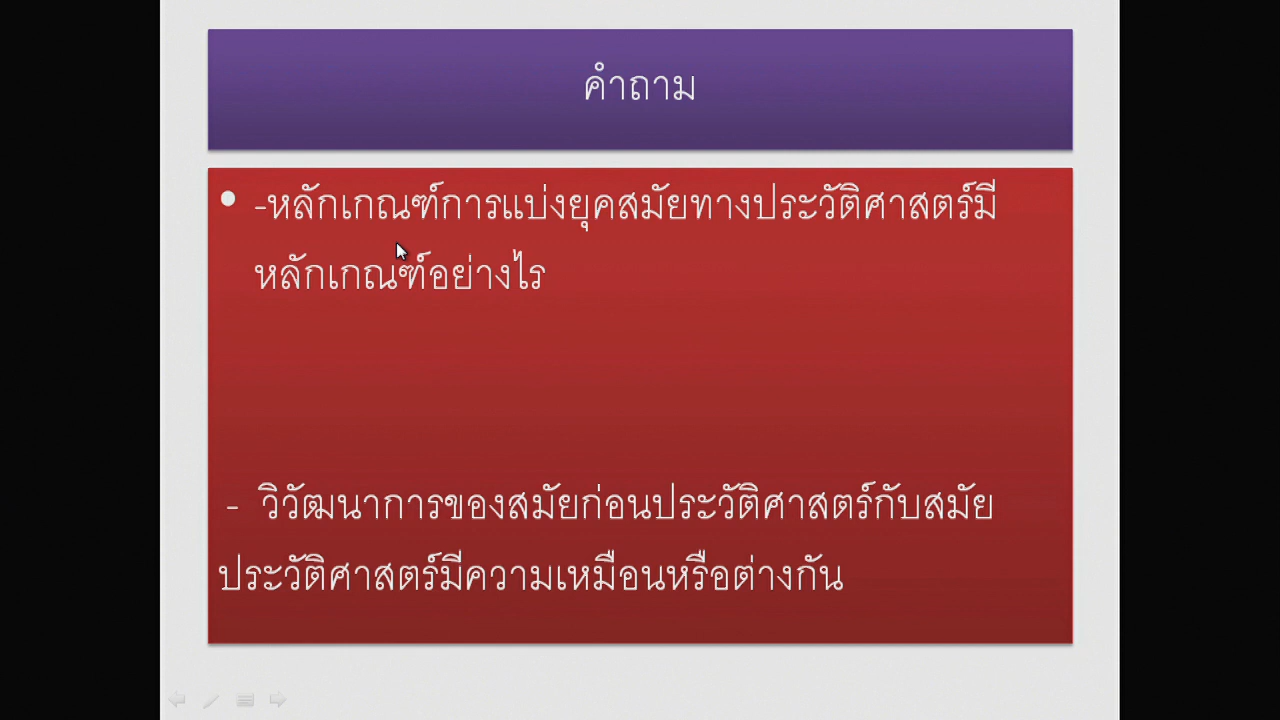 คำถาม
• -หลักเกณฑ์การแบ่งยุคสมัยทางประวัติศาสตร์มี
หลักเกณฑ์อย่างไร
- วิวัฒนาการของสมัยก่อนประวัติศาสตร์กับสมัย
ประวัติศาสตร์มีความเหมือนหรือต่างกัน